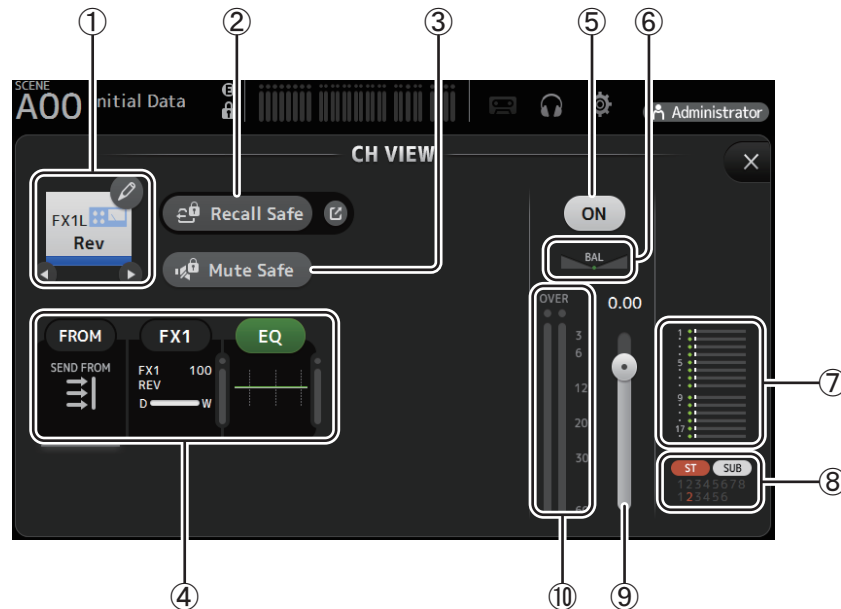 ① ② ③ ⑤ ⑥
SCENE
A00 nitial Data E Administrator
CH VIEW
FX1L
Rev
Recall Safe
Mute Safe
ON
BAL
OVER 0.00
3
6
12
20
30
60
FROM FX1 EQ
SEND FROM
FX1 100
REV
D W
1
5
9
17
⑦
ST SUB
12345678
123456
⑧
④ ⑩ ⑨